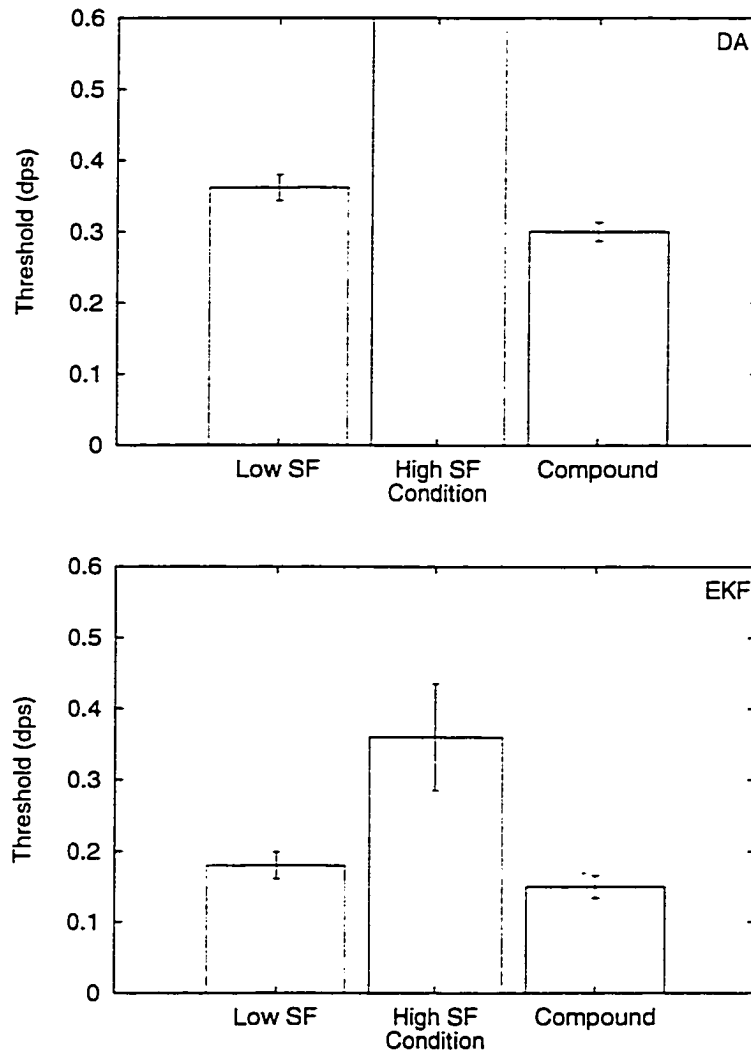 0.6
DA
0.5
0.4
0.3
0.2
0.1
0
Threshold (dps)
Low SF
High SF
Compound
Condition
0.6
EKF
0.5
0.4
0.3
0.2
0.1
0
Threshold (dps)
Low SF
High SF
Compound
Condition